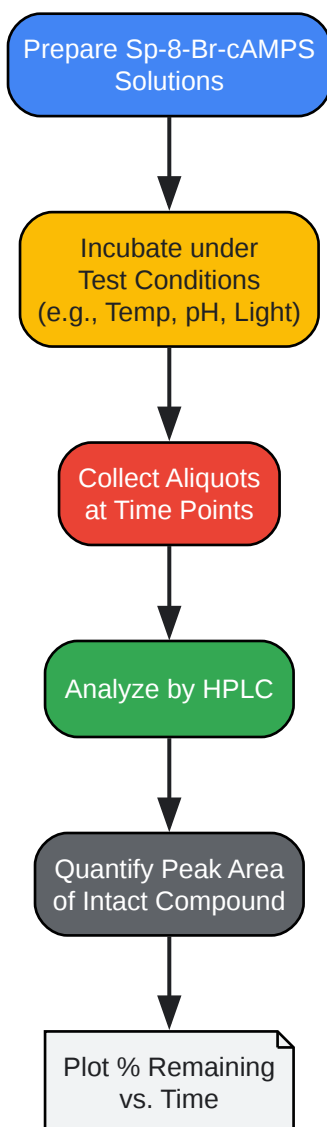 Prepare Sp-8-Br-cAMPS
Solutions
Incubate under
Test Conditions
(e.g., Temp, pH, Light)
Collect Aliquots
at Time Points
Analyze by HPLC
Quantify Peak Area
of Intact Compound
Plot % Remaining
vs. Time